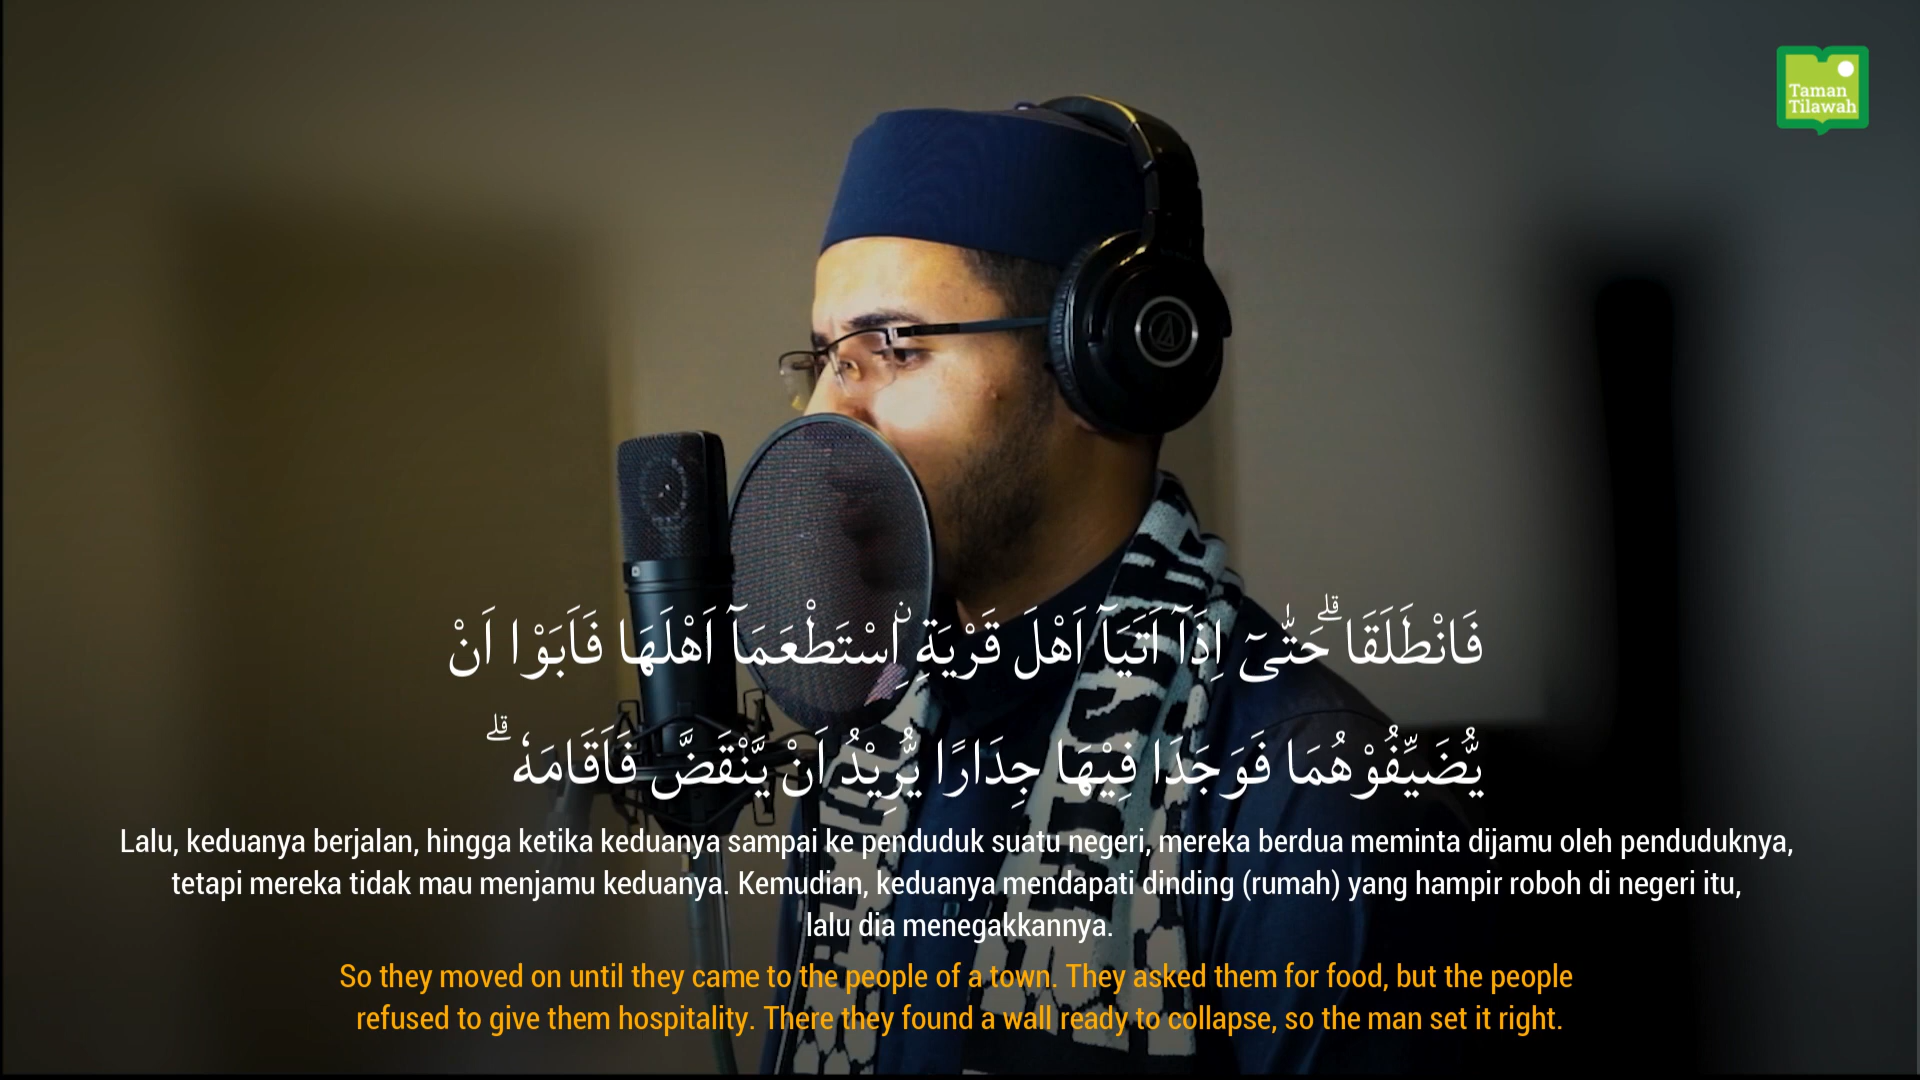 Taman
Tilawah
فَانْطَلَقَا ۗ حَتّٰىٓ اِذَآ اَتَيَآ اَهْلَ قَرْيَةِ ِۨاسْتَطْعَمَآ اَهْلَهَا فَاَبَوْا اَنْ
يُّضَيِّفُوْهُمَا فَوَجَدَا فِيْهَا جِدَارًا يُّرِيْدُ اَنْ يَّنْقَضَّ فَاَقَامَهٗ ۗ
Lalu, keduanya berjalan, hingga ketika keduanya sampai ke penduduk suatu negeri, mereka berdua meminta dijamu oleh penduduknya,
tetapi mereka tidak mau menjamu keduanya. Kemudian, keduanya mendapati dinding (rumah) yang hampir roboh di negeri itu,
lalu dia menegakkannya.
So they moved on until they came to the people of a town. They asked them for food, but the people
refused to give them hospitality. There they found a wall ready to collapse, so the man set it right.